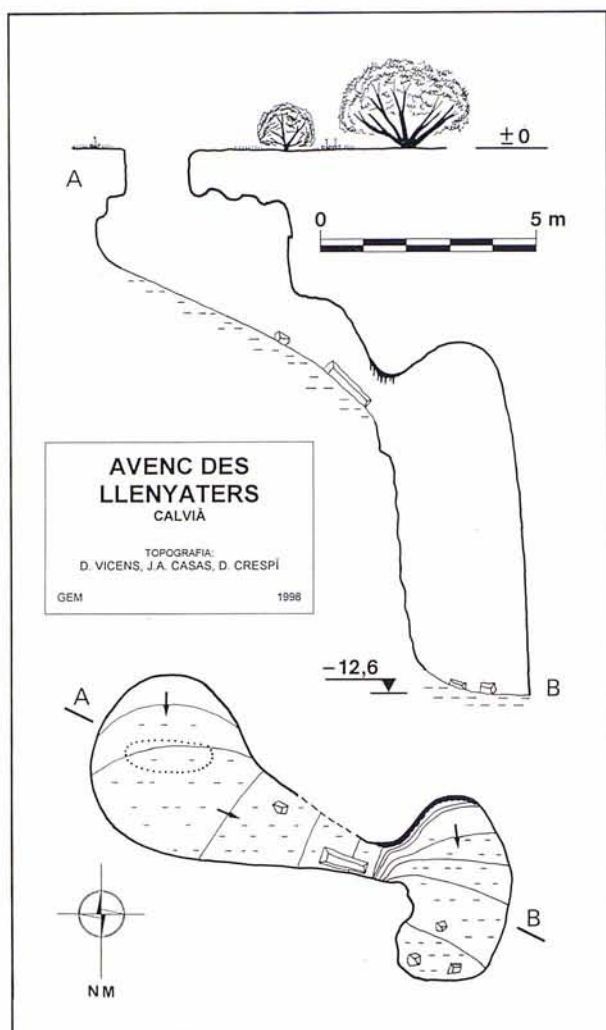 ±0
A
0 5 m
AVENC DES
LLENYATERS
CALVIÀ
TOPOGRAFIA:
D. VICENS, J.A. CASAS, D. CRESPÍ
GEM 1998
−12,6
B
A
B
NM